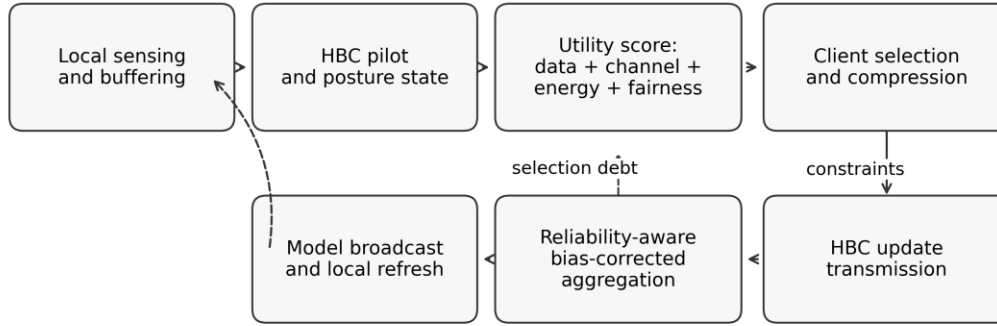 Local sensing
and buffering
HBC pilot
and posture state
Utility score:
data + channel +
energy + fairness
Client selection
and compression
selection debt
constraints
Model broadcast
and local refresh
Reliability-aware
bias-corrected
aggregation
HBC update
transmission